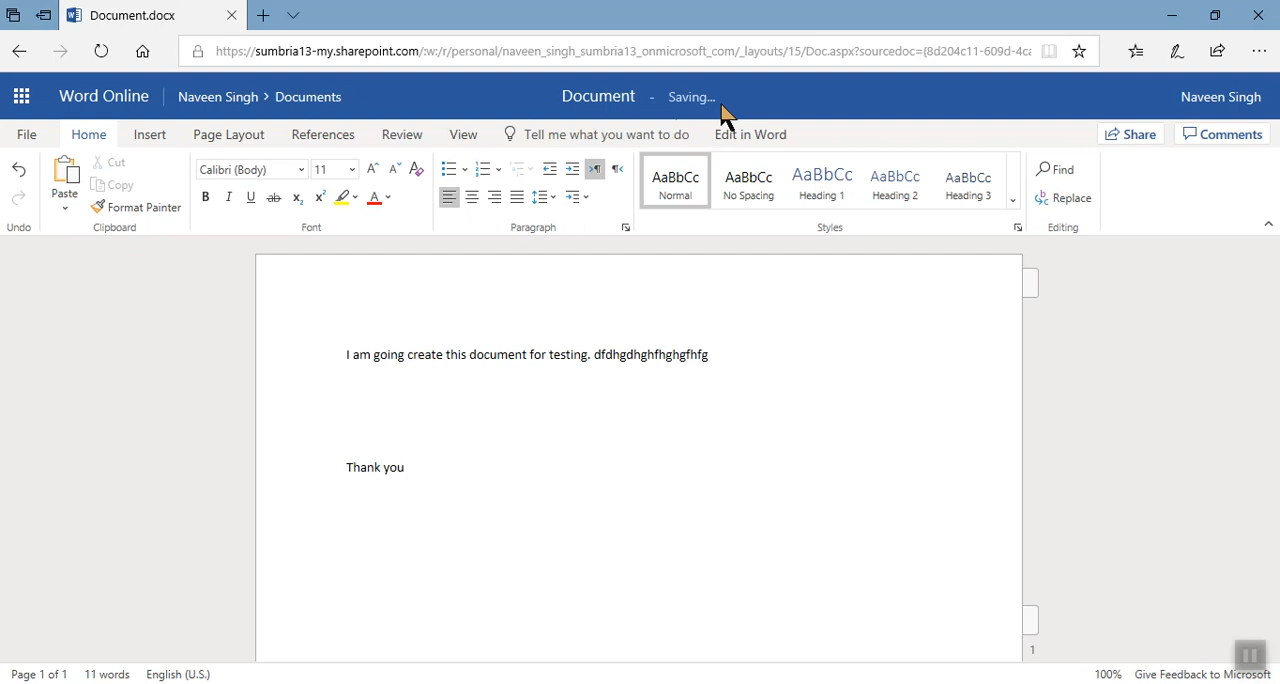 Document.docx
https://sumbria13-my.sharepoint.com/:w:/r/personal/naveen_singh_sumbria13_onmicrosoft_com/_layouts/15/Doc.aspx?sourcedoc={8d204c11-609d-4ca
Word Online Naveen Singh > Documents Document - Saving... Naveen Singh
File Home Insert Page Layout References Review View Tell me what you want to do Edit in Word Share Comments
Paste Cut Copy Format Painter
Calibri (Body) 11
B I U ab X₂ X² A
AaBbCc Normal AaBbCc No Spacing AaBbCc Heading 1 AaBbCc Heading 2 AaBbCc Heading 3
Find
Replace
Undo Clipboard Font Paragraph Styles Editing
I am going create this document for testing. dfdhgdhghfhghgfhfg
Thank you
1
Page 1 of 1 11 words English (U.S.) 100% Give Feedback to Microsoft